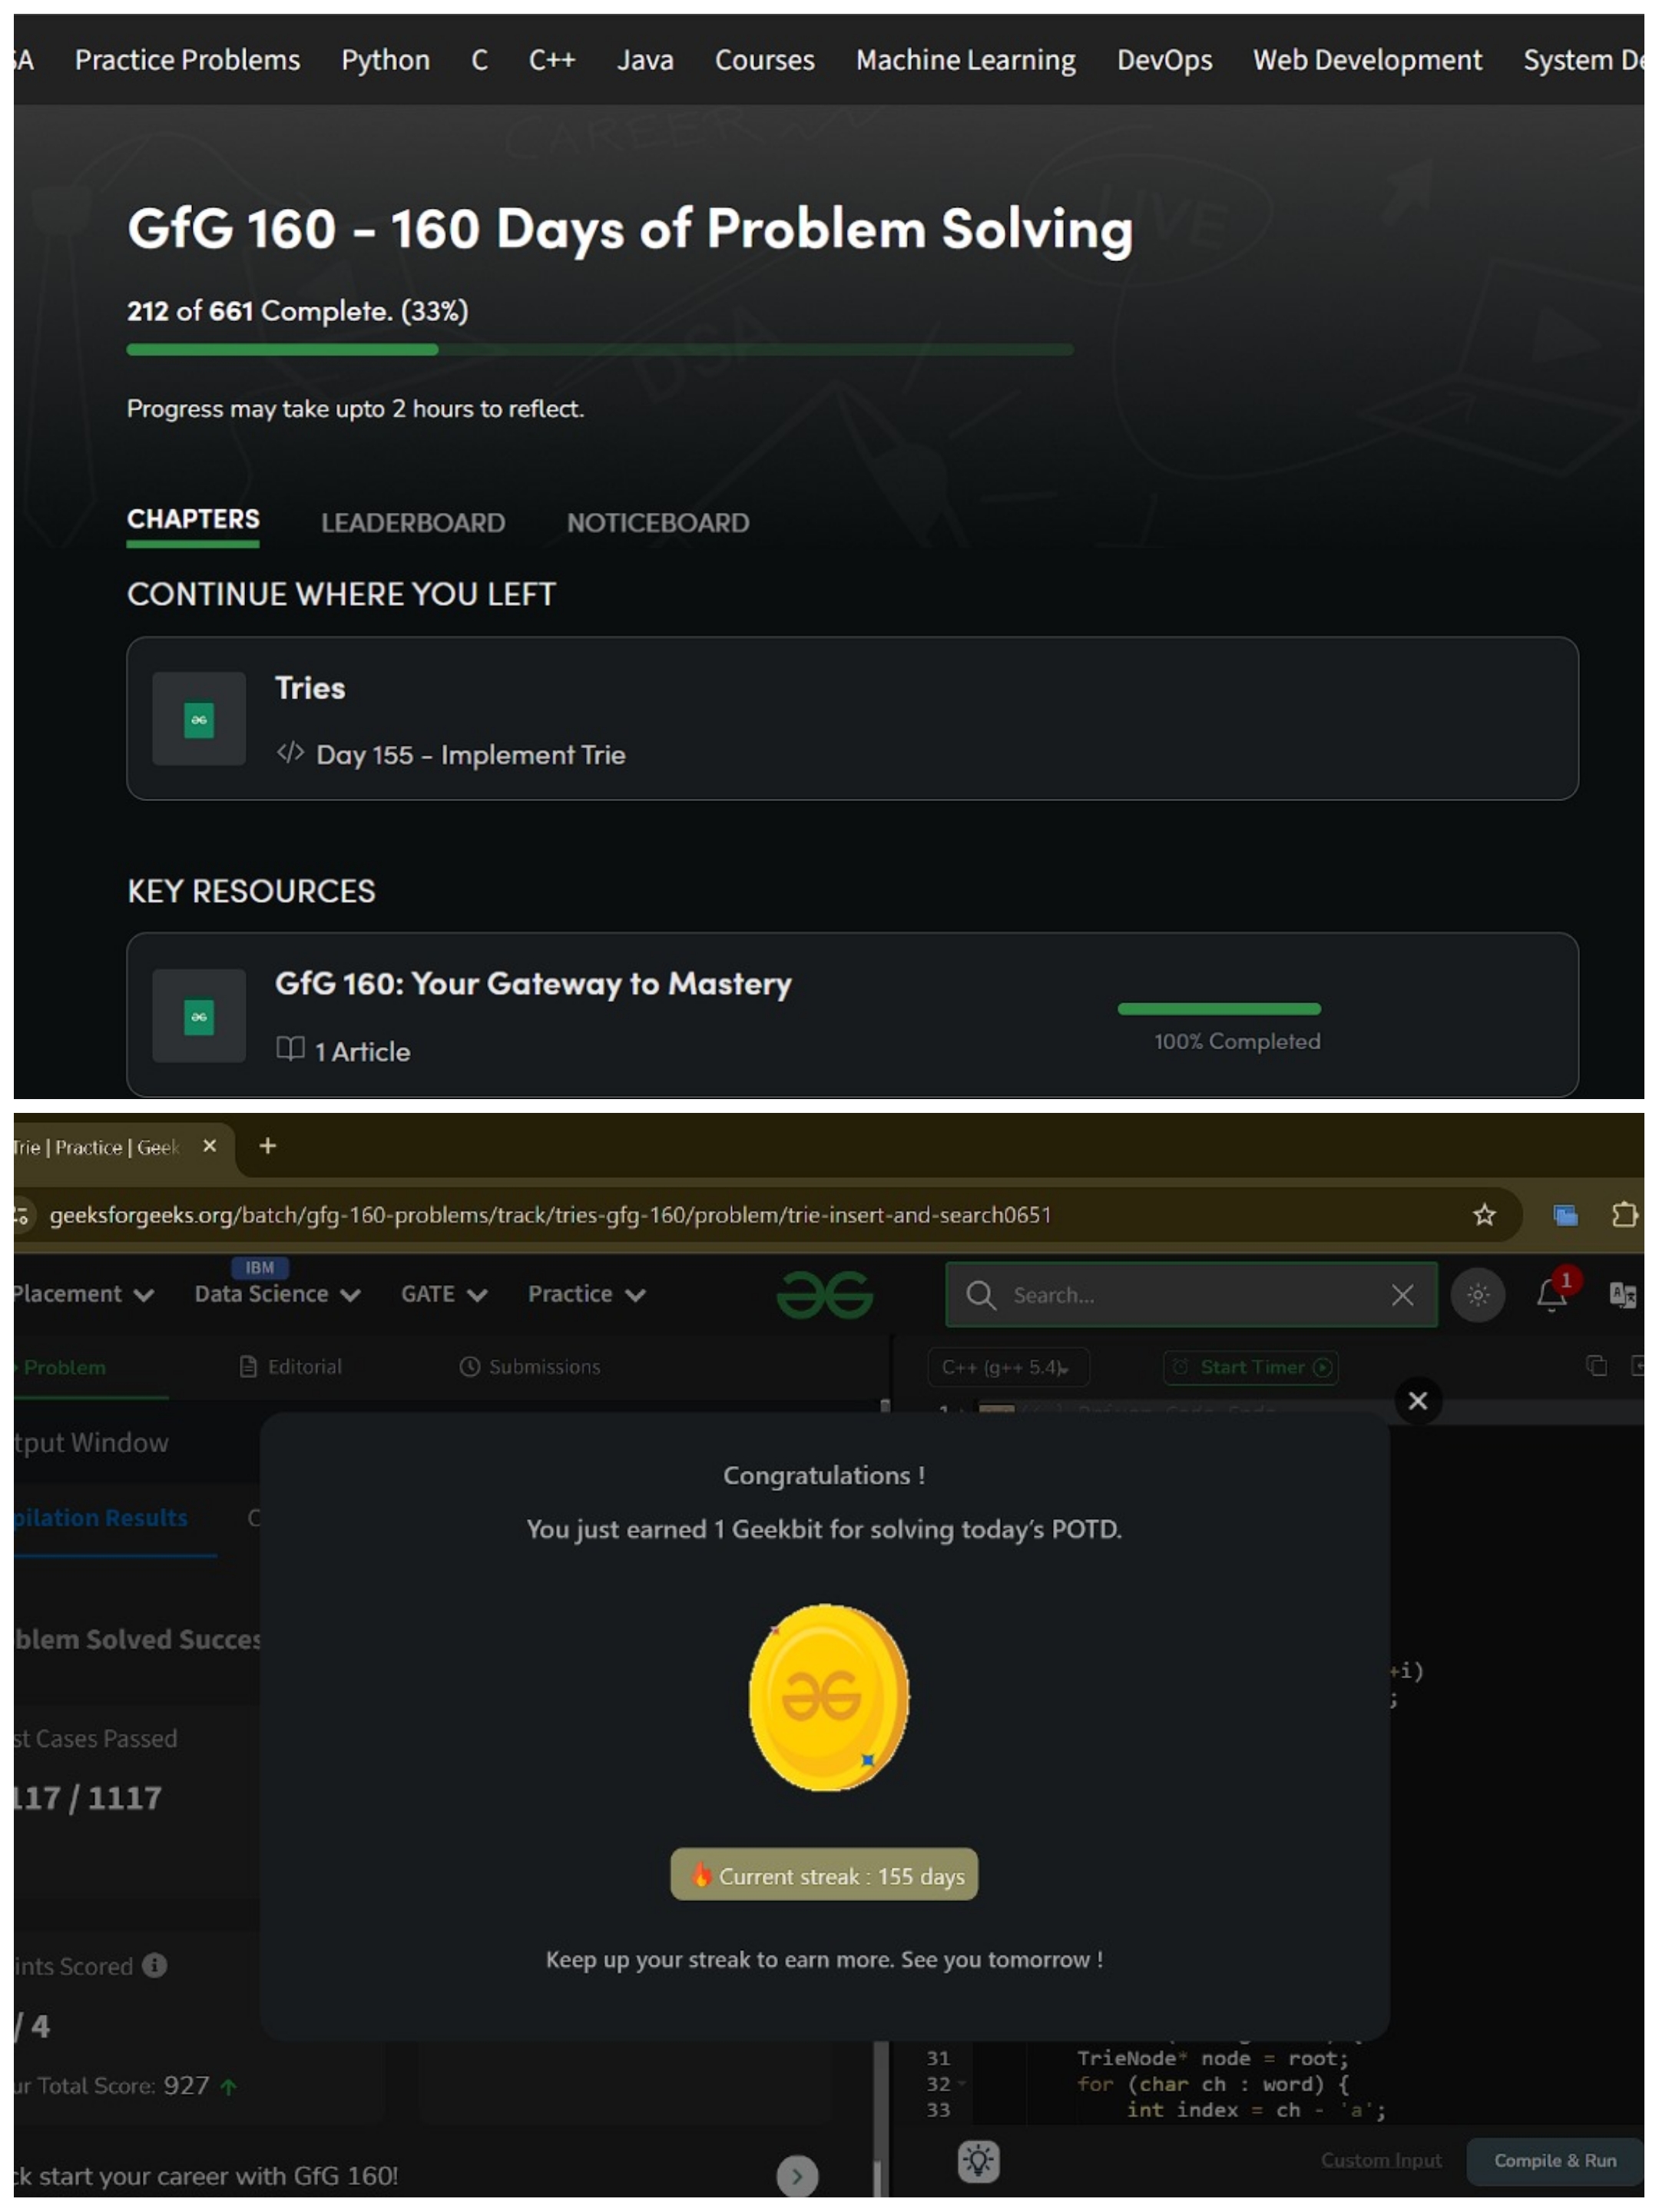 SA Practice Problems Python C C++ Java Courses Machine Learning DevOps Web Development System De
CAREER
LIVE
DSA
GfG 160 - 160 Days of Problem Solving
212 of 661 Complete. (33%)
Progress may take upto 2 hours to reflect.
CHAPTERS LEADERBOARD NOTICEBOARD
CONTINUE WHERE YOU LEFT
Tries
</> Day 155 - Implement Trie
KEY RESOURCES
GfG 160: Your Gateway to Mastery
1 Article
100% Completed
Trie | Practice | Geek
geeksforgeeks.org/batch/gfg-160-problems/track/tries-gfg-160/problem/trie-insert-and-search0651
IBM
Placement Data Science GATE Practice Search... 1
Problem Editorial Submissions C++ (g++ 5.4) Start Timer
1
tput Window
Congratulations !
pilation Results C
You just earned 1 Geekbit for solving today's POTD.
blem Solved Succes
+i)
;
st Cases Passed
117 / 1117
Current streak : 155 days
Keep up your streak to earn more. See you tomorrow !
ints Scored
/ 4
31 TrieNode* node = root;
32 for (char ch : word) {
33 int index = ch - 'a';
ur Total Score: 927
Custom Input Compile & Run
ck start your career with GfG 160!